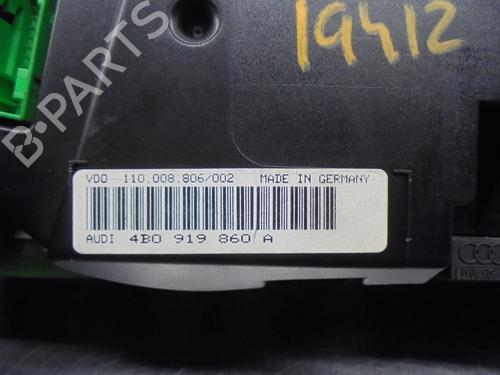 19412
VDO 110.008.806/002 MADE IN GERMANY
AUDI 4B0 919 860 A
B-PARTS